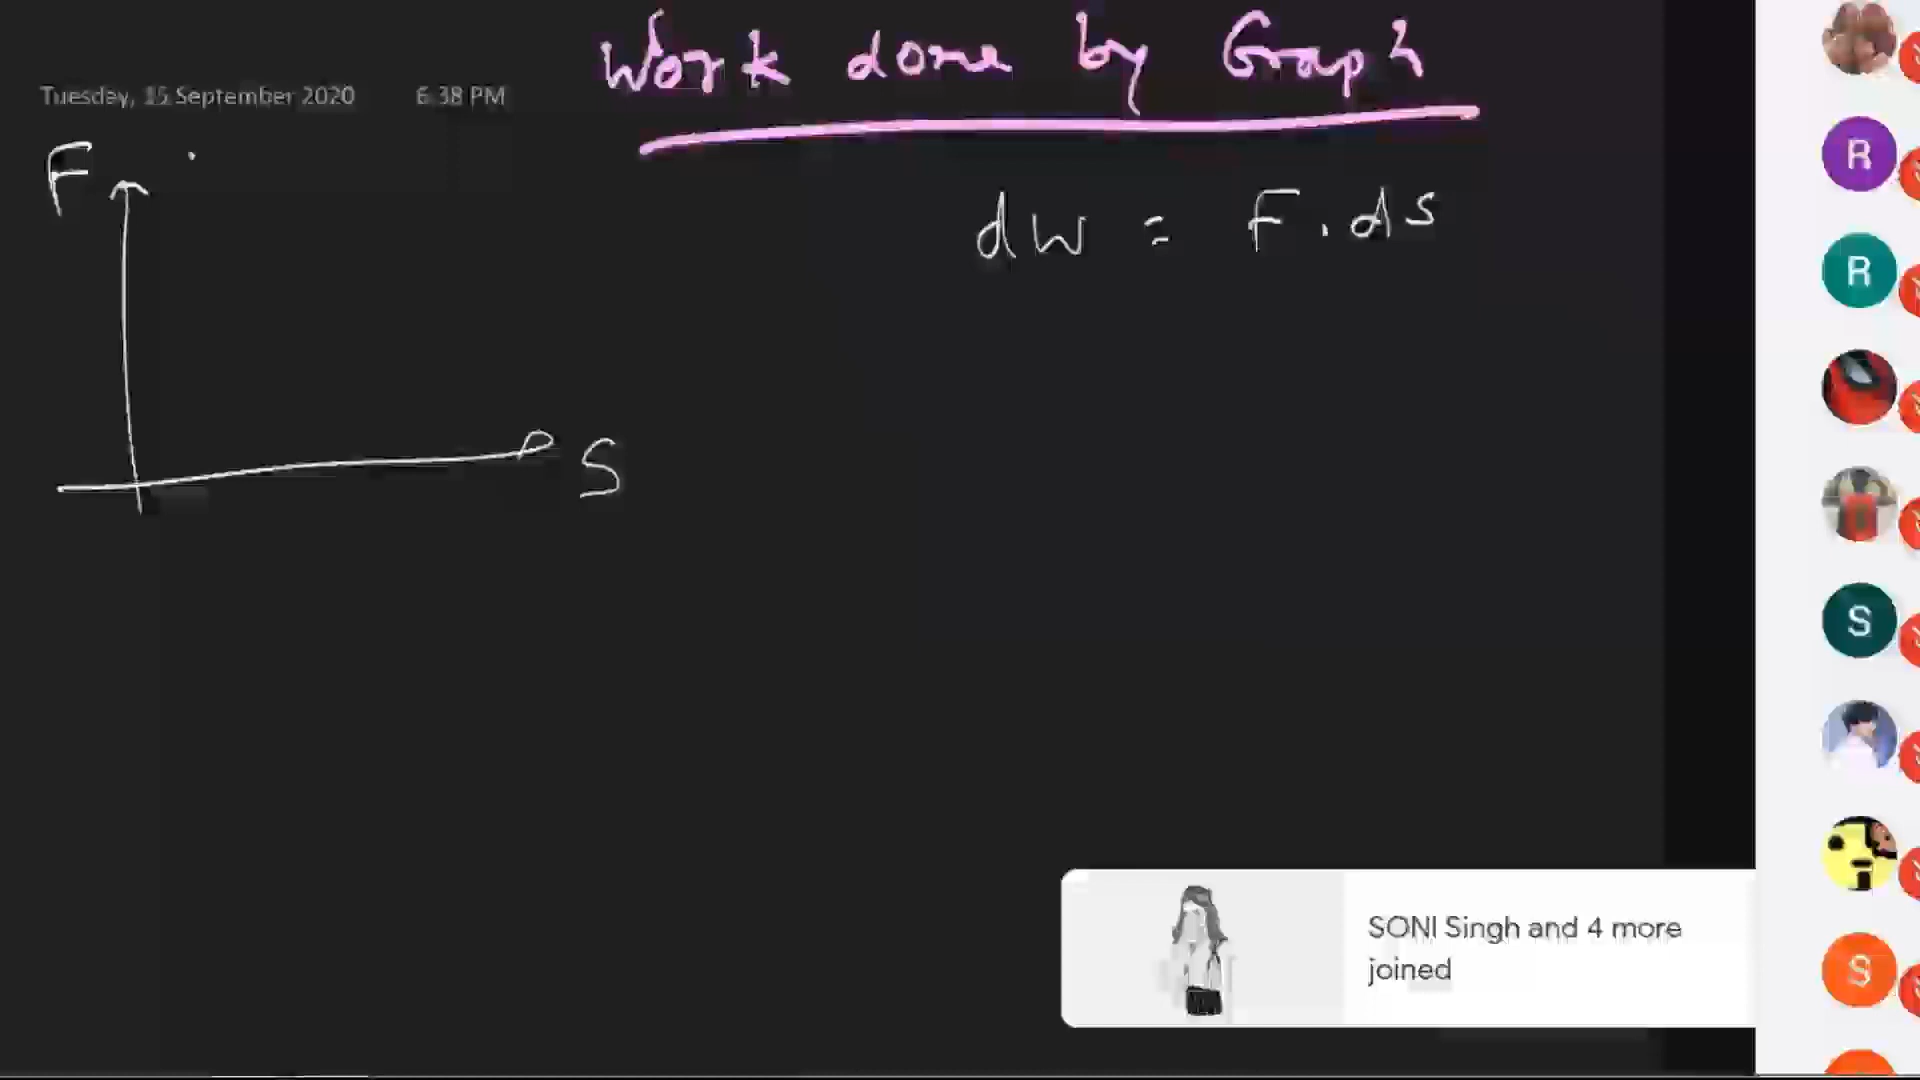 Work done by Graph
Tuesday, 15 September 2020 6:38 PM
F
dW = F.ds
S
R
R
S
SONI Singh and 4 more
joined
S